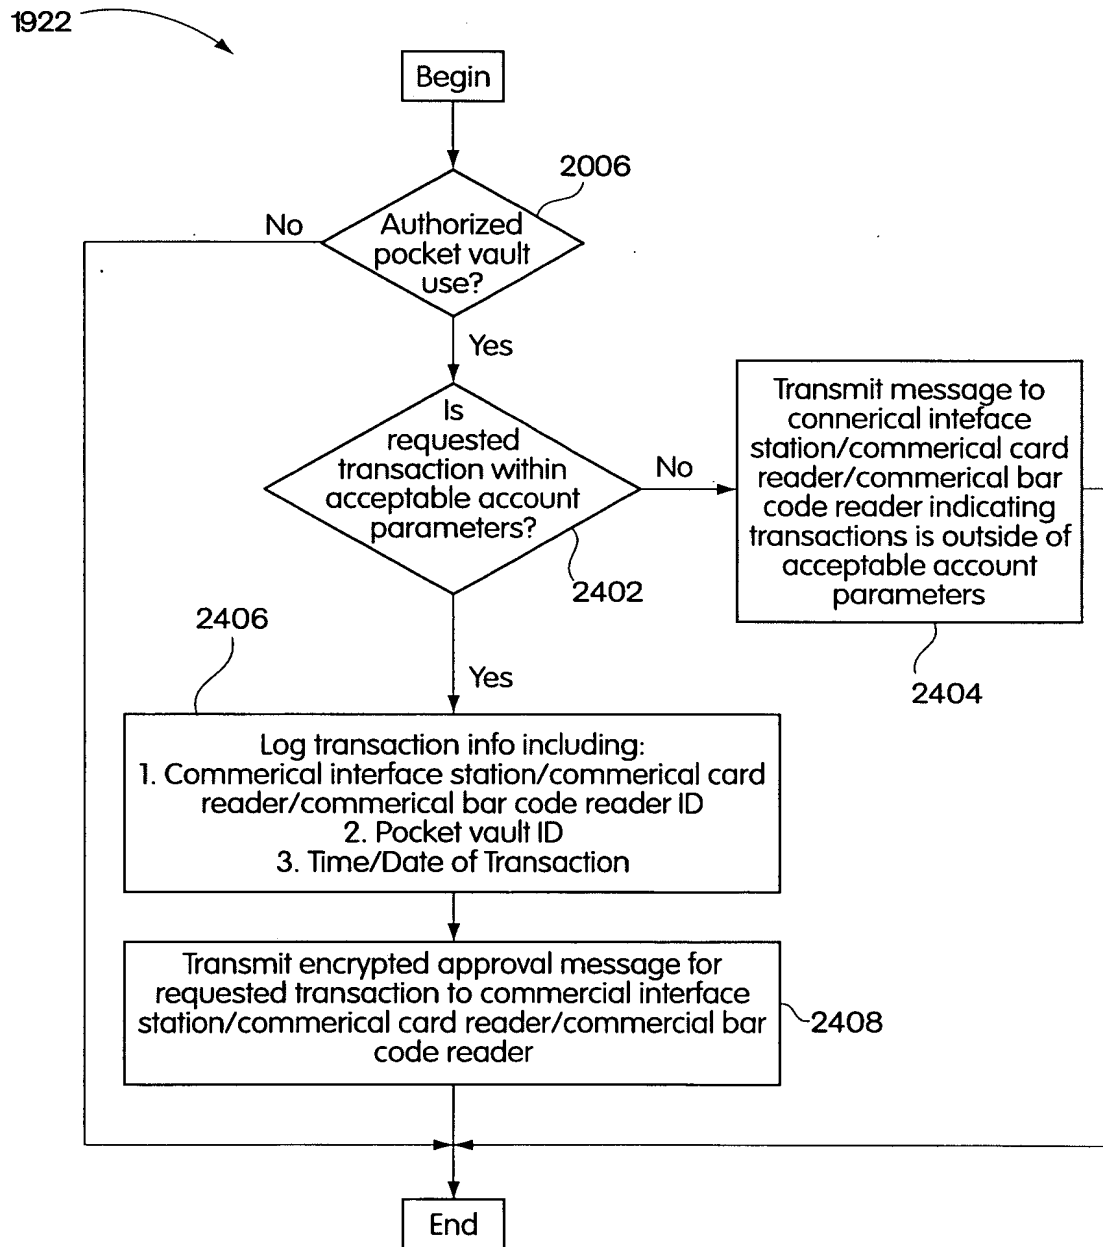 1922
Begin
2006
No
Authorized
pocket vault
use?
Yes
Is
requested
transaction within
acceptable account
parameters?
No
2402
Transmit message to
connerical inteface
station/commerical card
reader/commerical bar
code reader indicating
transactions is outside of
acceptable account
parameters
2404
2406
Yes
Log transaction info including:
1. Commerical interface station/commerical card
reader/commerical bar code reader ID
2. Pocket vault ID
3. Time/Date of Transaction
Transmit encrypted approval message for
requested transaction to commercial interface
station/commerical card reader/commercial bar
code reader
2408
End